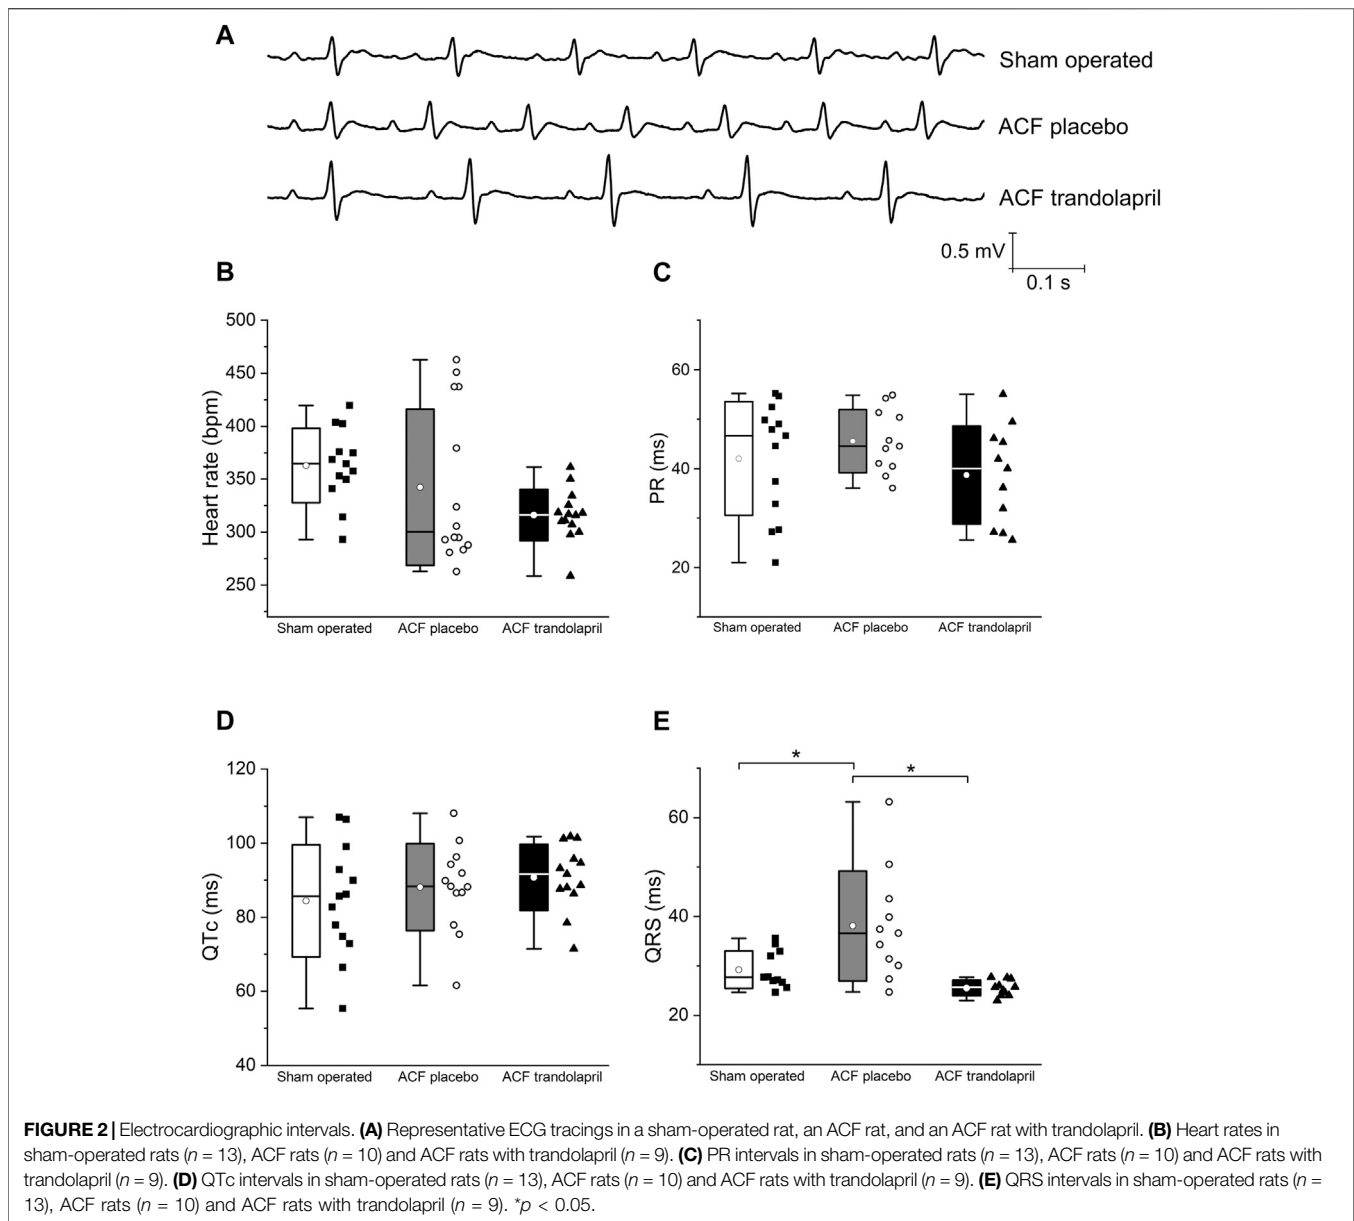 A
Sham operated
ACF placebo
ACF trandolapril
0.5 mV
0.1 s
B
Heart rate (bpm)
500
450
400
350
300
250
Sham operated ACF placebo ACF trandolapril
C
PR (ms)
60
40
20
Sham operated ACF placebo ACF trandolapril
D
QTc (ms)
120
100
80
60
40
Sham operated ACF placebo ACF trandolapril
E
* *
QRS (ms)
60
40
20
Sham operated ACF placebo ACF trandolapril
FIGURE 2 | Electrocardiographic intervals. (A) Representative ECG tracings in a sham-operated rat, an ACF rat, and an ACF rat with trandolapril. (B) Heart rates in
sham-operated rats (n = 13), ACF rats (n = 10) and ACF rats with trandolapril (n = 9). (C) PR intervals in sham-operated rats (n = 13), ACF rats (n = 10) and ACF rats with
trandolapril (n = 9). (D) QTc intervals in sham-operated rats (n = 13), ACF rats (n = 10) and ACF rats with trandolapril (n = 9). (E) QRS intervals in sham-operated rats (n =
13), ACF rats (n = 10) and ACF rats with trandolapril (n = 9). *p < 0.05.